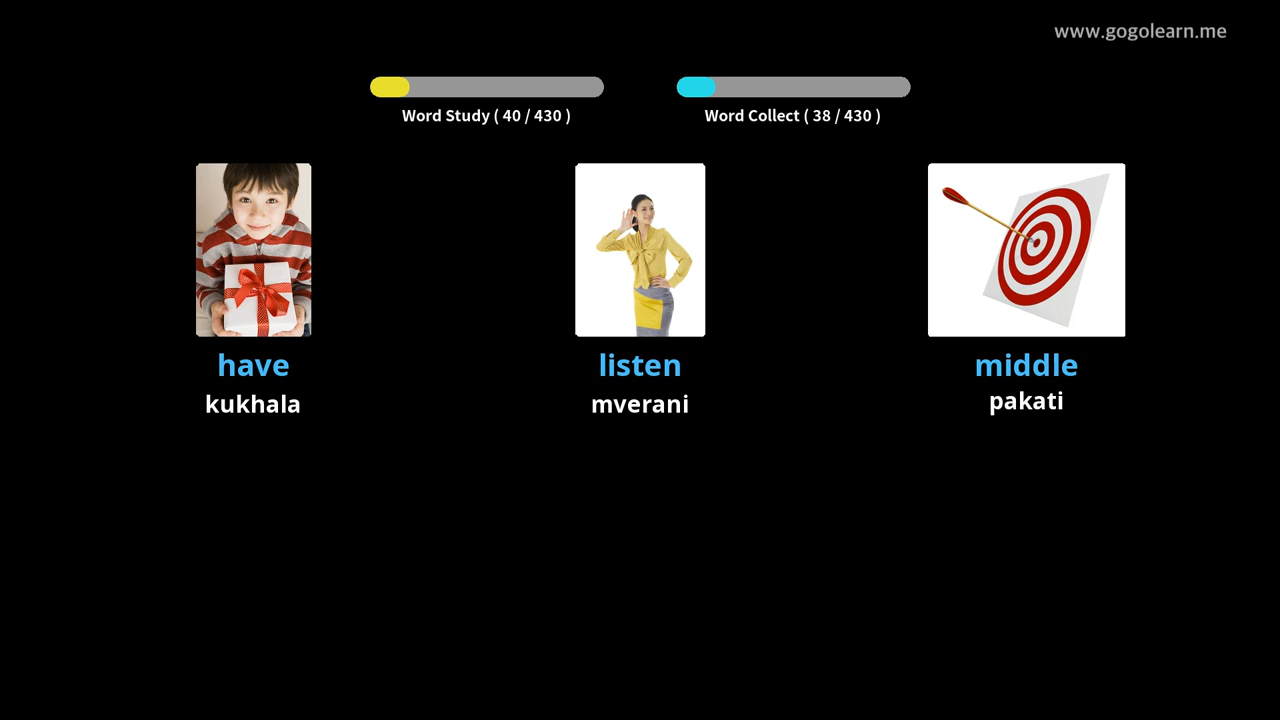 www.gogolearn.me
Word Study ( 40 / 430 )
Word Collect ( 38 / 430 )
have
kukhala
listen
mverani
middle
pakati